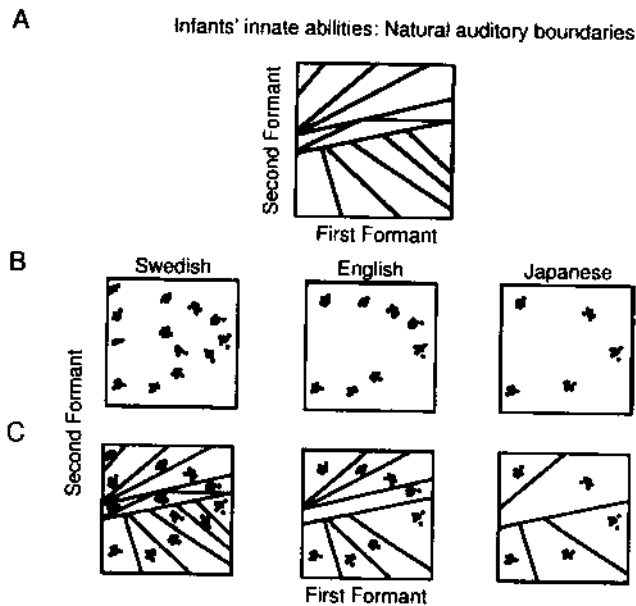 A
Infants' innate abilities: Natural auditory boundaries
Second Formant
First Formant
B
Swedish English Japanese
Second Formant
C
First Formant